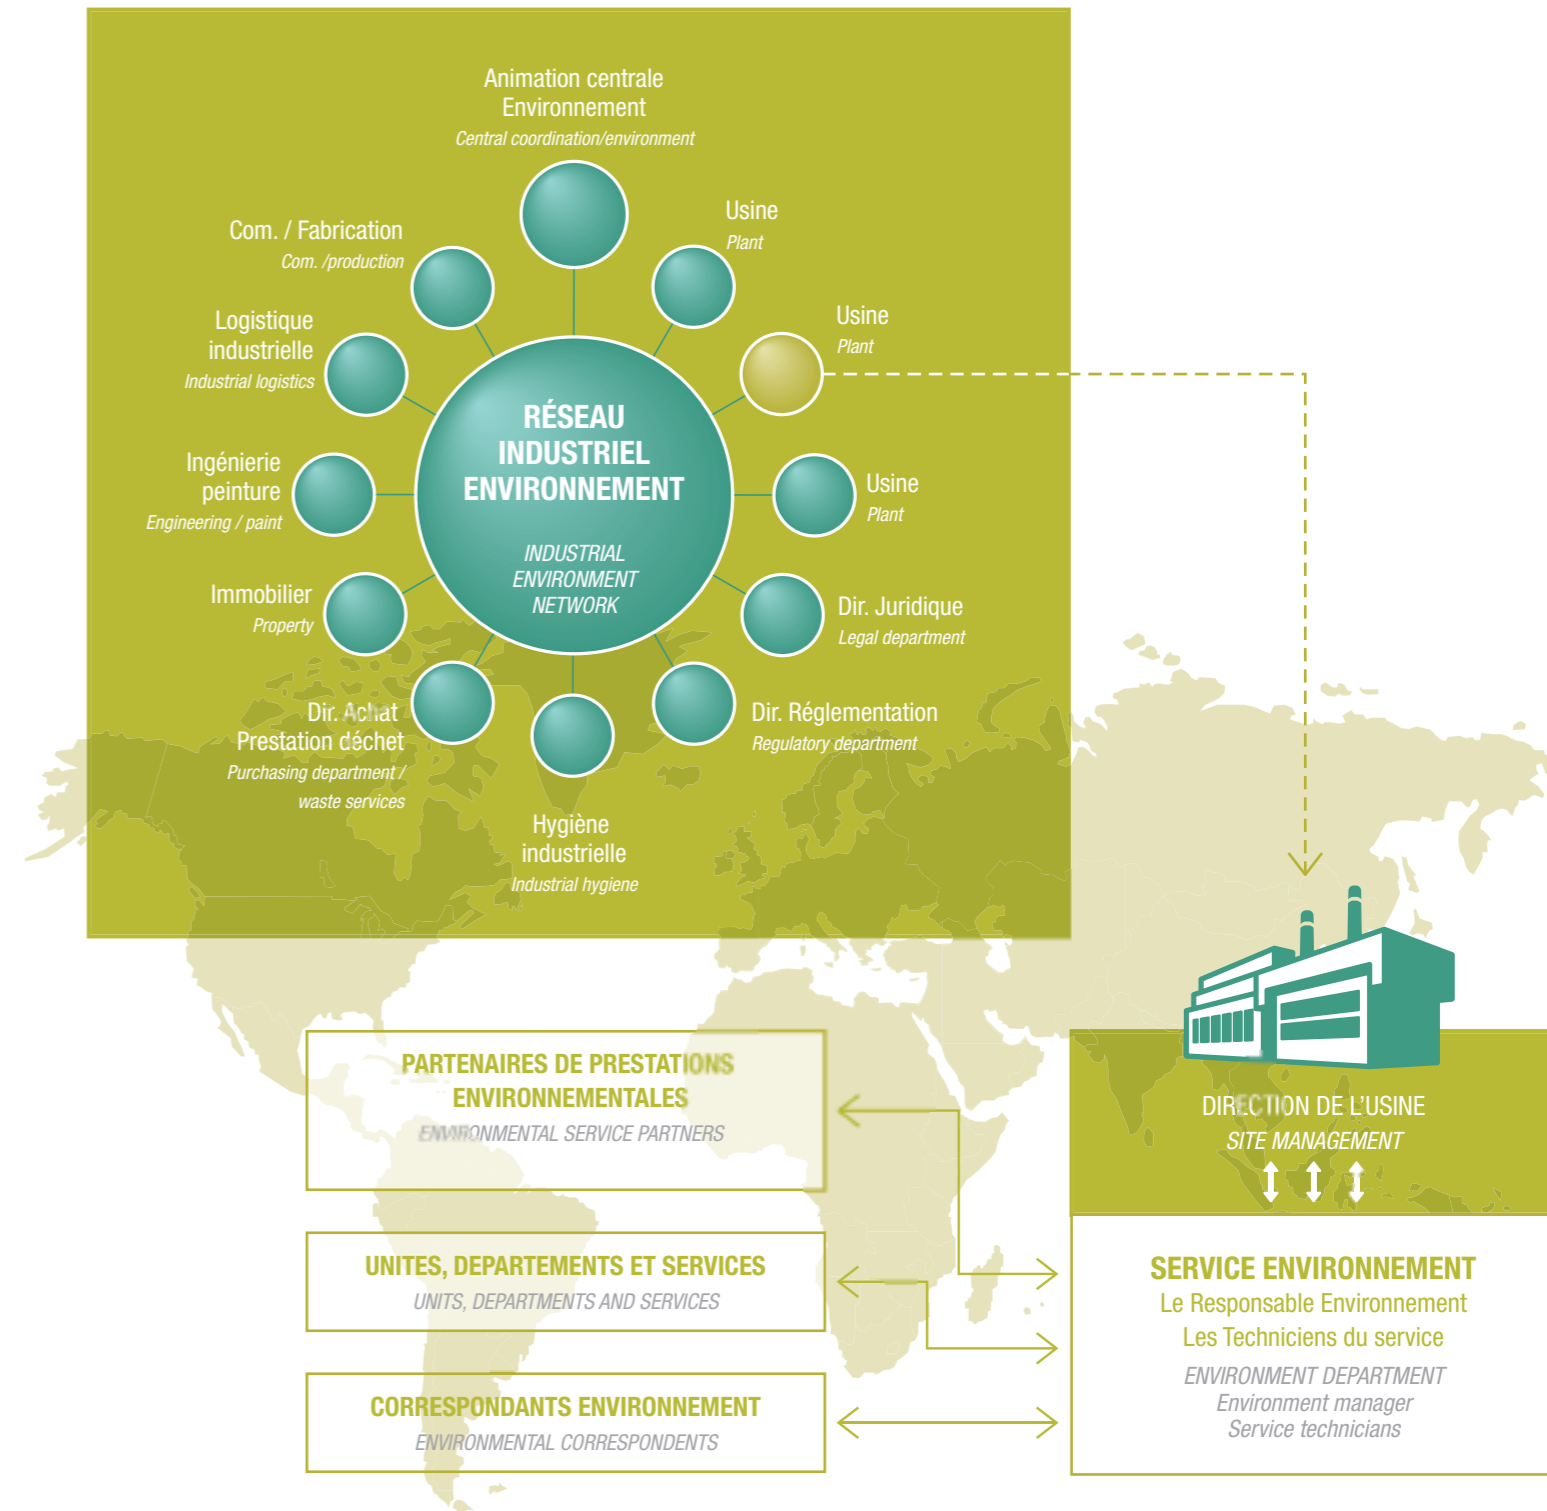 Animation centrale
Environnement
Central coordination/environment
Usine
Plant
Com. / Fabrication
Com. /production
Usine
Plant
Logistique
industrielle
Industrial logistics
RÉSEAU
INDUSTRIEL
ENVIRONNEMENT
INDUSTRIAL
ENVIRONMENT
NETWORK
Ingénierie
peinture
Engineering / paint
Usine
Plant
Immobilier
Property
Dir. Juridique
Legal department
Dir. Achat
Prestation déchet
Purchasing department /
waste services
Dir. Réglementation
Regulatory department
Hygiène
industrielle
Industrial hygiene
PARTENAIRES DE PRESTATIONS
ENVIRONNEMENTALES
ENVIRONMENTAL SERVICE PARTNERS
DIRECTION DE L'USINE
SITE MANAGEMENT
UNITES, DEPARTEMENTS ET SERVICES
UNITS, DEPARTMENTS AND SERVICES
CORRESPONDANTS ENVIRONNEMENT
ENVIRONMENTAL CORRESPONDENTS
SERVICE ENVIRONNEMENT
Le Responsable Environnement
Les Techniciens du service
ENVIRONMENT DEPARTMENT
Environment manager
Service technicians